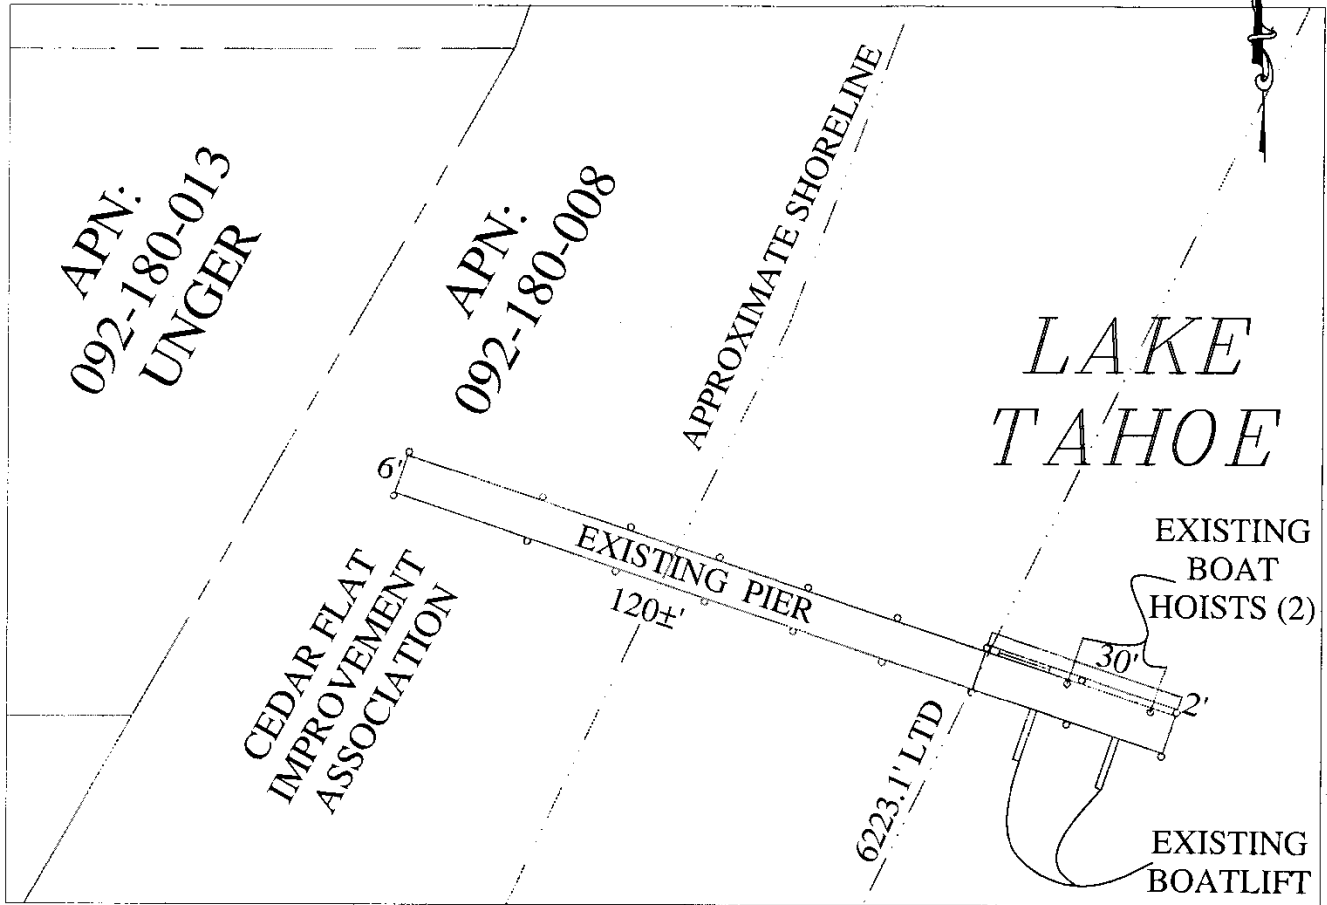 APN:
092-180-013
UNGER
APN:
092-180-008
APPROXIMATE SHORELINE
LAKE
TAHOE
6'
EXISTING PIER
120±'
CEDAR FLAT
IMPROVEMENT
ASSOCIATION
EXISTING
BOAT
HOISTS (2)
30'
2'
6223.1' LTD
EXISTING
BOATLIFT